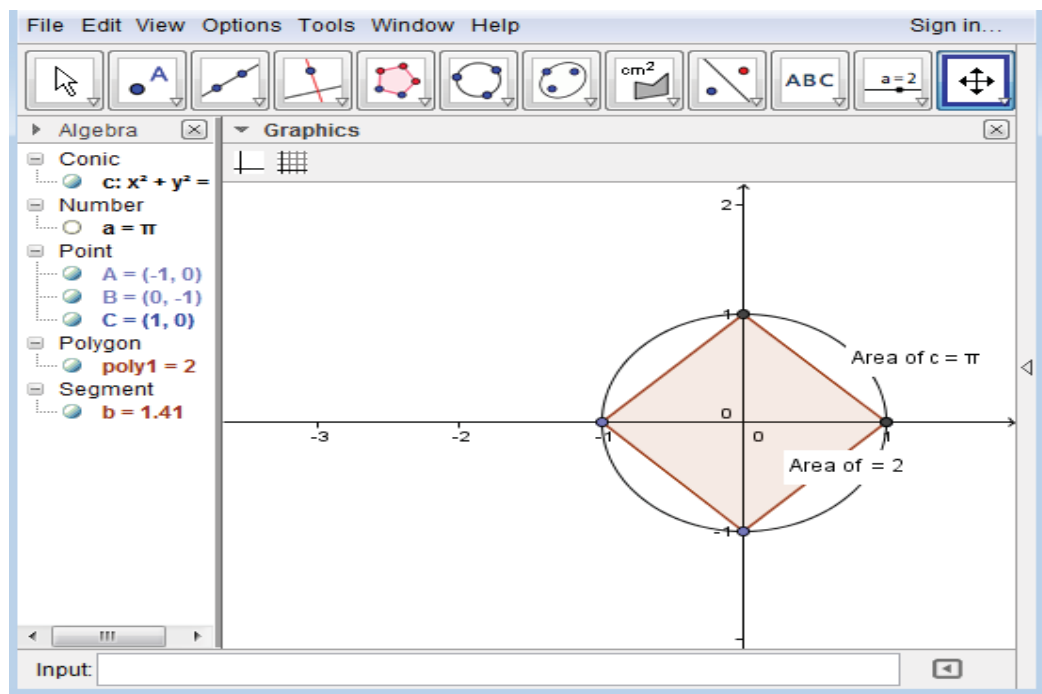 File Edit View Options Tools Window Help Sign in...
A cm² ABC a = 2
Algebra
Graphics
Conic
c: x² + y² =
Number
a = π
Point
A = (-1, 0)
B = (0, -1)
C = (1, 0)
Polygon
poly1 = 2
Segment
b = 1.41
2
1
Area of c = π
0
-3 -2 -1 0 1
Area of = 2
-1
Input: